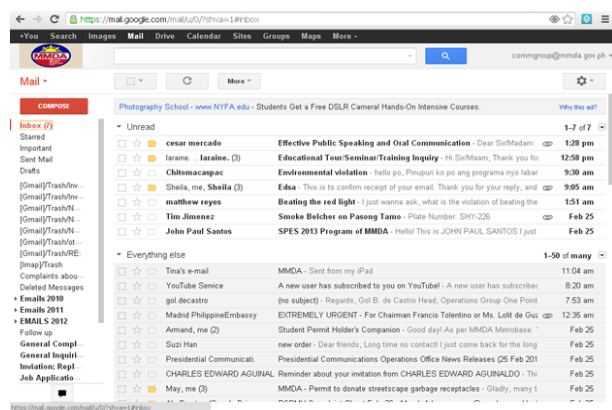 https://mail.google.com/mail/u/0/?shva=1#inbox
+You Search Images Mail Drive Calendar Sites Groups Maps More
MMDA
commgroup@mmda.gov.ph
Mail
More
COMPOSE
Photography School - www.NYFA.edu - Students Get a Free DSLR Camera! Hands-On Intensive Courses. Why this ad?
Inbox (7)
Starred
Important
Sent Mail
Drafts
[Gmail]/Trash/Inv...
[Gmail]/Trash/Inv...
[Gmail]/Trash/N...
[Gmail]/Trash/N...
[Gmail]/Trash/ot...
[Gmail]/Trash/RE:
[Imap]/Trash
Complaints abou...
Deleted Messages
Emails 2010
Emails 2011
EMAILS 2012
Follow up
General Compl...
General Inquiri...
Inviation; Repl...
Job Applicatio...
Unread 1–7 of 7
cesar mercado Effective Public Speaking and Oral Communication - Dear Sir/Madam: 1:28 pm
laraine. ... laraine. (3) Educational Tour/Seminar/Training Inquiry - Hi Sir/Maam, Thank you for 12:58 pm
Chitomacaspac Environmental violation - hello po, Pinupuri ko po ang programa nyo labar 9:30 am
Sheila, me, Sheila (3) Edsa - This is to confirm receipt of your email. Thank you for your reply, and 9:05 am
matthew reyes Beating the red light - I just wanna ask, what is the violation of beating the 1:51 am
Tim Jimenez Smoke Belcher on Pasong Tamo - Plate Number: SHY-226 Feb 25
John Paul Santos SPES 2013 Program of MMDA - Hello! This is JOHN PAUL SANTOS I just Feb 25
Everything else 1–50 of many
Tina's e-mail MMDA - Sent from my iPad 11:04 am
YouTube Service A new user has subscribed to you on YouTube! - A new user has subscribed 8:20 am
gol.decastro (no subject) - Regards, Gol B. de Castro Head, Operations Group One Point 7:53 am
Madrid PhilippineEmbassy EXTREMELY URGENT - For Chairman Francis Tolentino or Ms. Lolit de Guz 12:35 am
Armand, me (2) Student Permit Holder's Companion - Good day! As per MMDA Metrobase: Feb 25
Suzi Han new order - Dear friends, Long time no contact! I just come back for the long Feb 25
Presidential Communicati. Presidential Communications Operations Office News Releases (25 Feb 201 Feb 25
CHARLES EDWARD AGUINAL Reminder about your invitation from CHARLES EDWARD AGUINALDO - Thi Feb 25
May, me (3) MMDA - Permit to donate streetscape garbage receptacles - Gladly, many t Feb 25
https://mail.google.com/mail/u/0/?shva=1#inbox